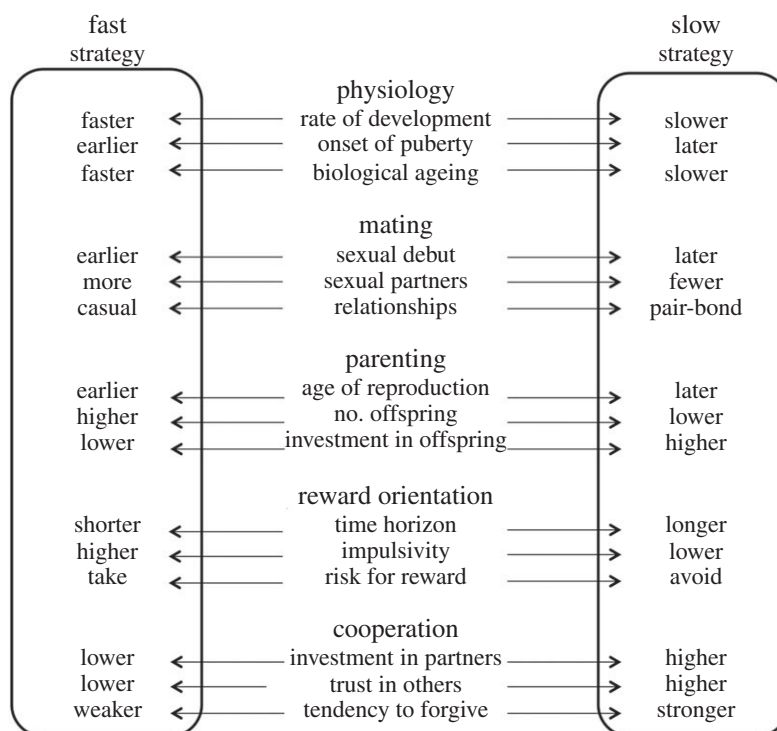 fast slow
strategy strategy
physiology
faster rate of development slower
earlier onset of puberty later
faster biological ageing slower
mating
earlier sexual debut later
more sexual partners fewer
casual relationships pair-bond
parenting
earlier age of reproduction later
higher no. offspring lower
lower investment in offspring higher
reward orientation
shorter time horizon longer
higher impulsivity lower
take risk for reward avoid
cooperation
lower investment in partners higher
lower trust in others higher
weaker tendency to forgive stronger